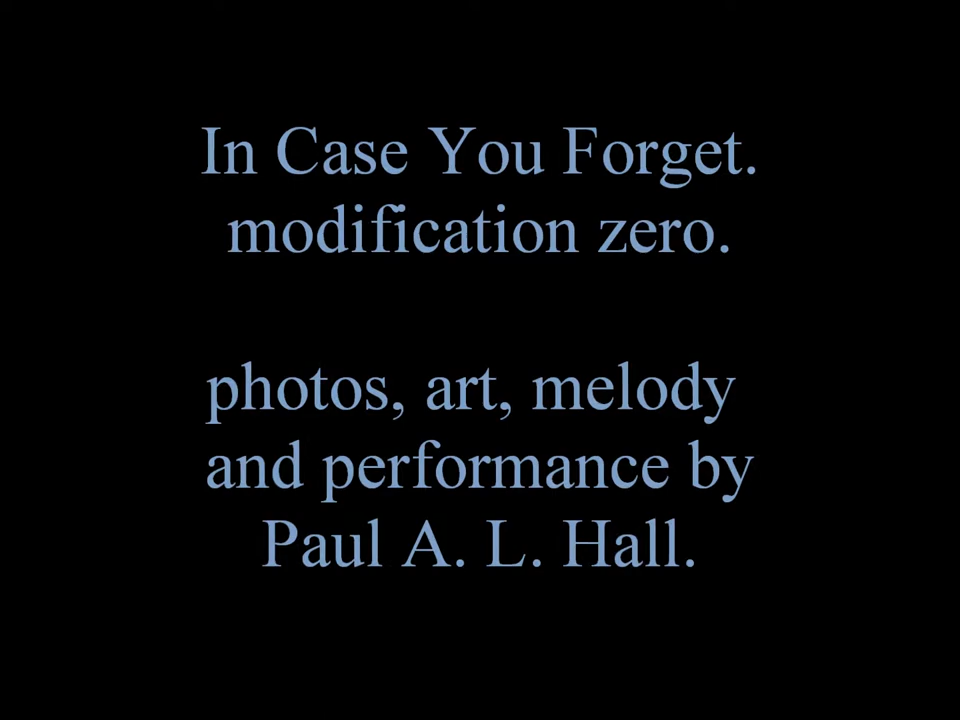 In Case You Forget.
modification zero.
photos, art, melody
and performance by
Paul A. L. Hall.